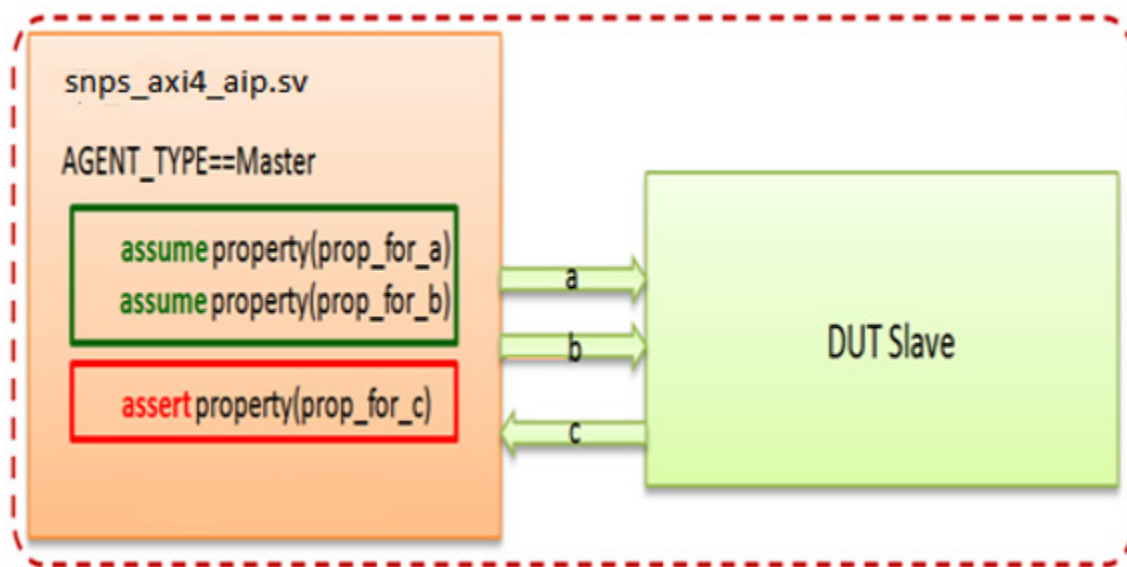 snps_axi4_aip.sv
AGENT_TYPE==Master
assume property(prop_for_a)
assume property(prop_for_b)
assert property(prop_for_c)
a
b
c
DUT Slave